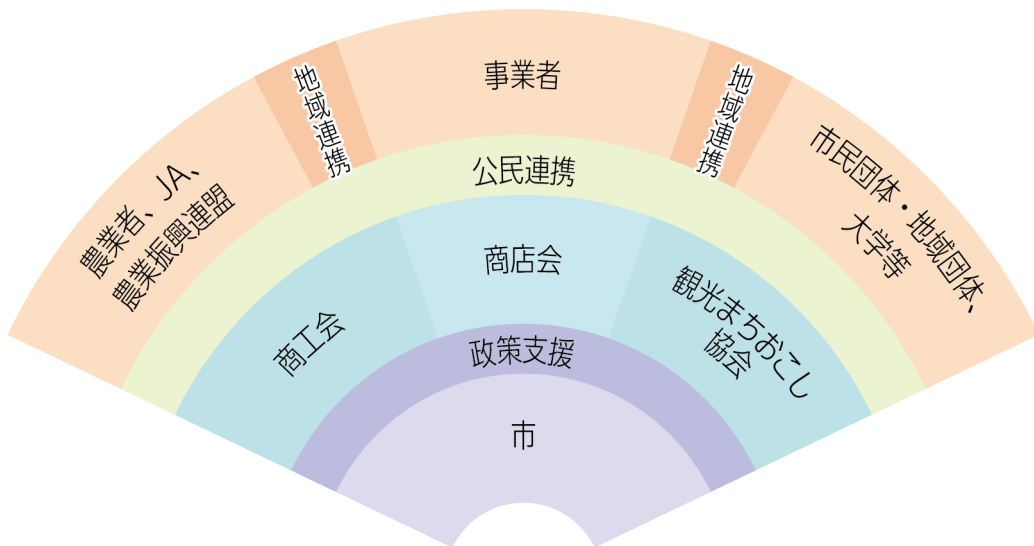 事業者
地域連携
地域連携
農業者、JA、
農業振興連盟
市民団体・地域団体、
大学等
公民連携
商工会
商店会
観光まちおこし
協会
政策支援
市